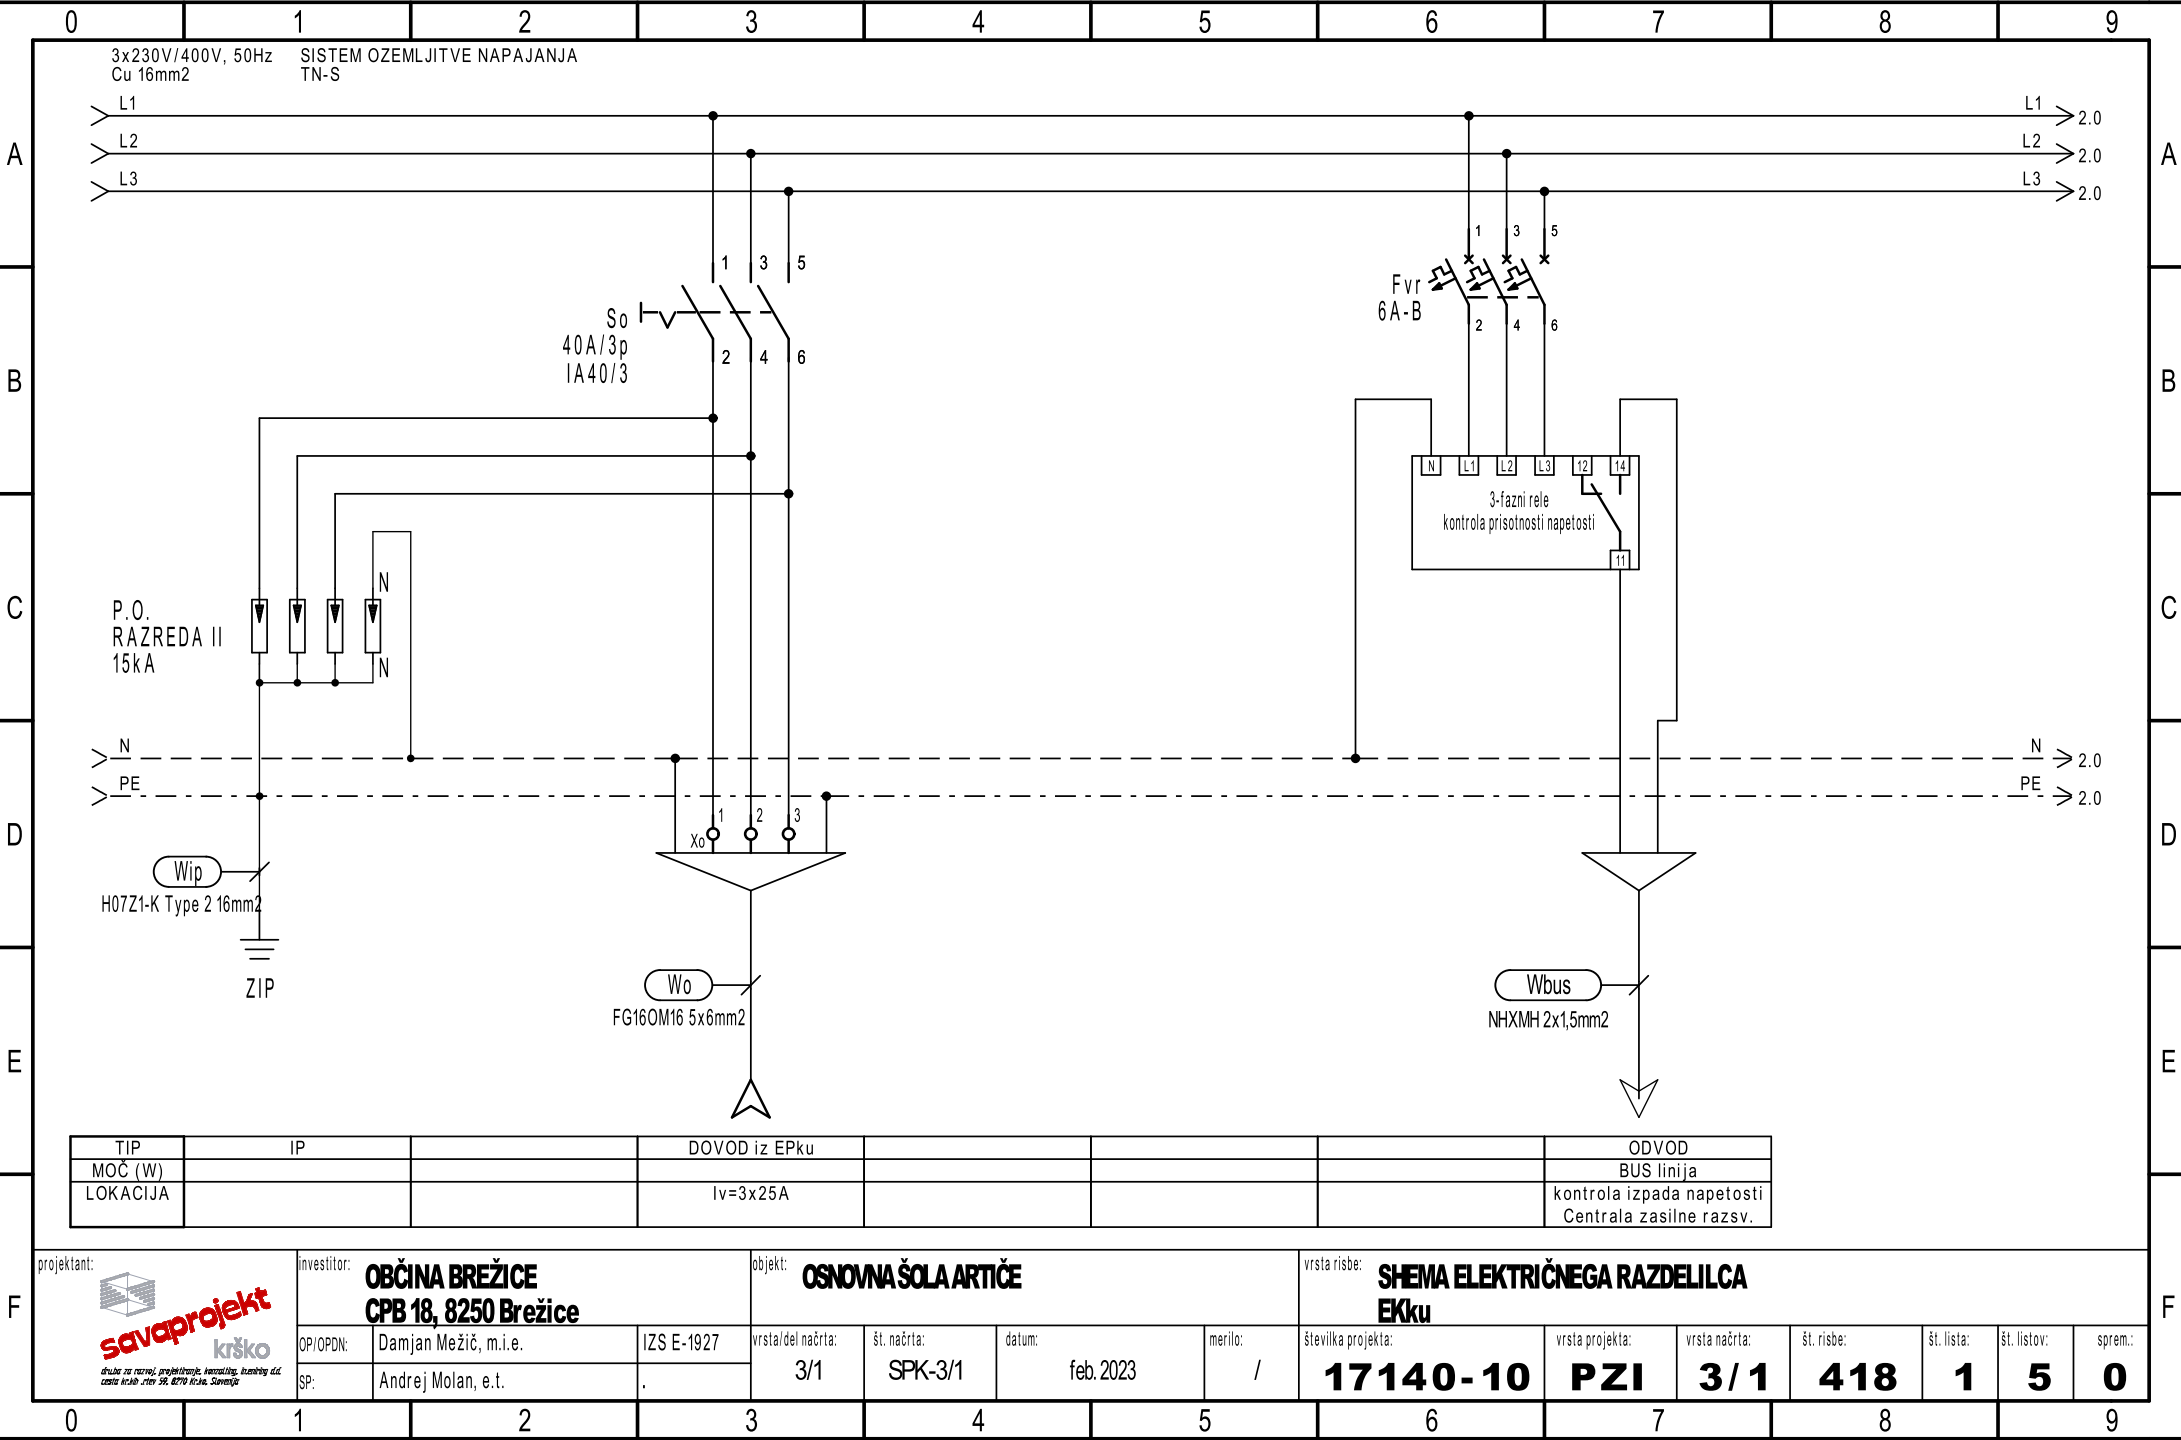 0 1 2 3 4 5 6 7 8 9
3x230V/400V, 50Hz SISTEM OZEMLJITVE NAPAJANJA
Cu 16mm2 TN-S
L1 L1 2.0
L2 L2 2.0
A A
L3 L3 2.0
1 3 5
1 3 5
Fvr
6A-B
So
40A/3p
IA40/3
2 4 6
2 4 6
B B
N L1 L2 L3 12 14
3-fazni rele
kontrola prisotnosti napetosti
11
N
P.O.
RAZREDA II
15kA
N
C C
N N 2.0
PE PE 2.0
1 2 3
Xo
D D
Wip
H07Z1-K Type 2 16mm2
ZIP
Wo
FG16OM16 5x6mm2
Wbus
NHXMH 2x1,5mm2
E E
TIP IP DOVOD iz EPku ODVOD
MOČ (W) BUS linija
LOKACIJA Iv=3x25A kontrola izpada napetosti
Centrala zasilne razsv.
projektant:
savaprojekt
krško
investitor: OBČINA BREŽICE
CPB 18, 8250 Brežice
objekt: OSNOVNA ŠOLA ARTIČE
vrsta risbe: SHEMA ELEKTRIČNEGA RAZDELILCA
EKku
F F
OP/OPDN: Damjan Mežič, m.i.e. IZS E-1927
SP: Andrej Molan, e.t. .
vrsta/del načrta: 3/1
št. načrta: SPK-3/1
datum: feb. 2023
merilo: /
številka projekta: 17140-10
vrsta projekta: PZI
vrsta načrta: 3/1
št. risbe: 418
št. lista: 1
št. listov: 5
sprem.: 0
0 1 2 3 4 5 6 7 8 9